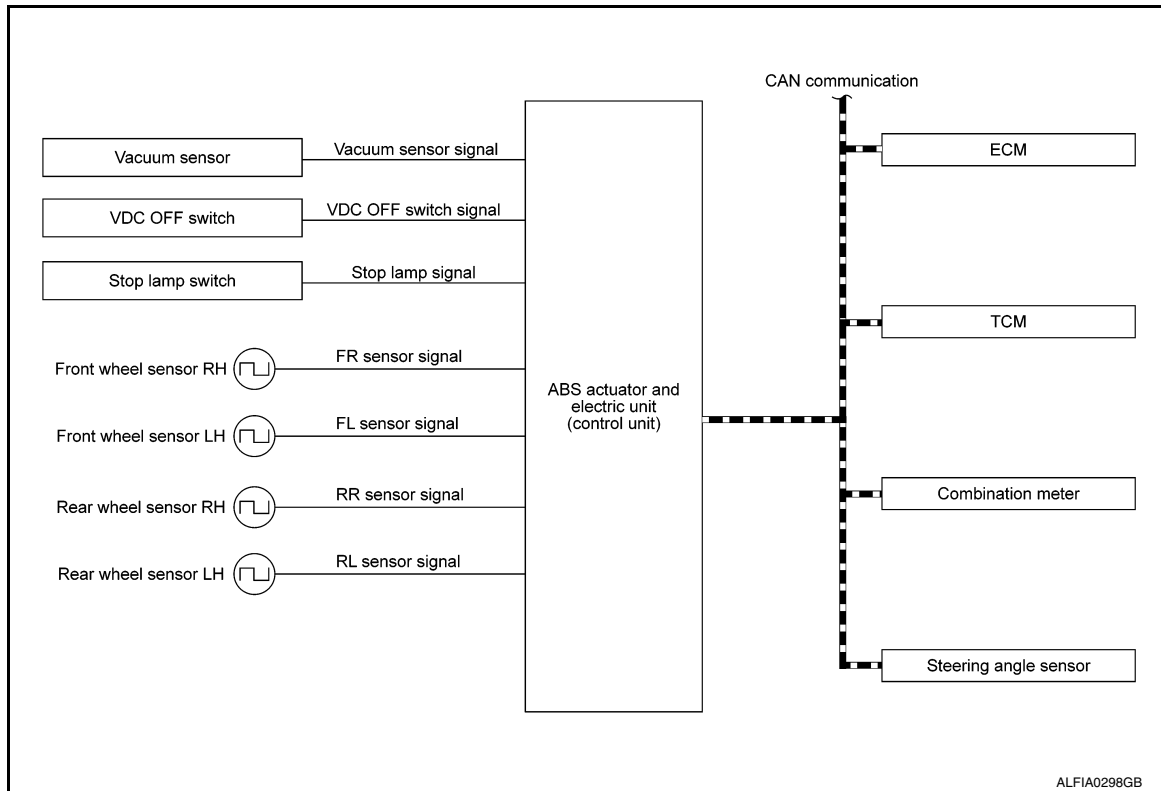 CAN communication
Vacuum sensor
Vacuum sensor signal
ECM
VDC OFF switch
VDC OFF switch signal
Stop lamp switch
Stop lamp signal
TCM
Front wheel sensor RH
FR sensor signal
ABS actuator and
electric unit
(control unit)
Front wheel sensor LH
FL sensor signal
Rear wheel sensor RH
RR sensor signal
Combination meter
Rear wheel sensor LH
RL sensor signal
Steering angle sensor
ALFIA0298GB